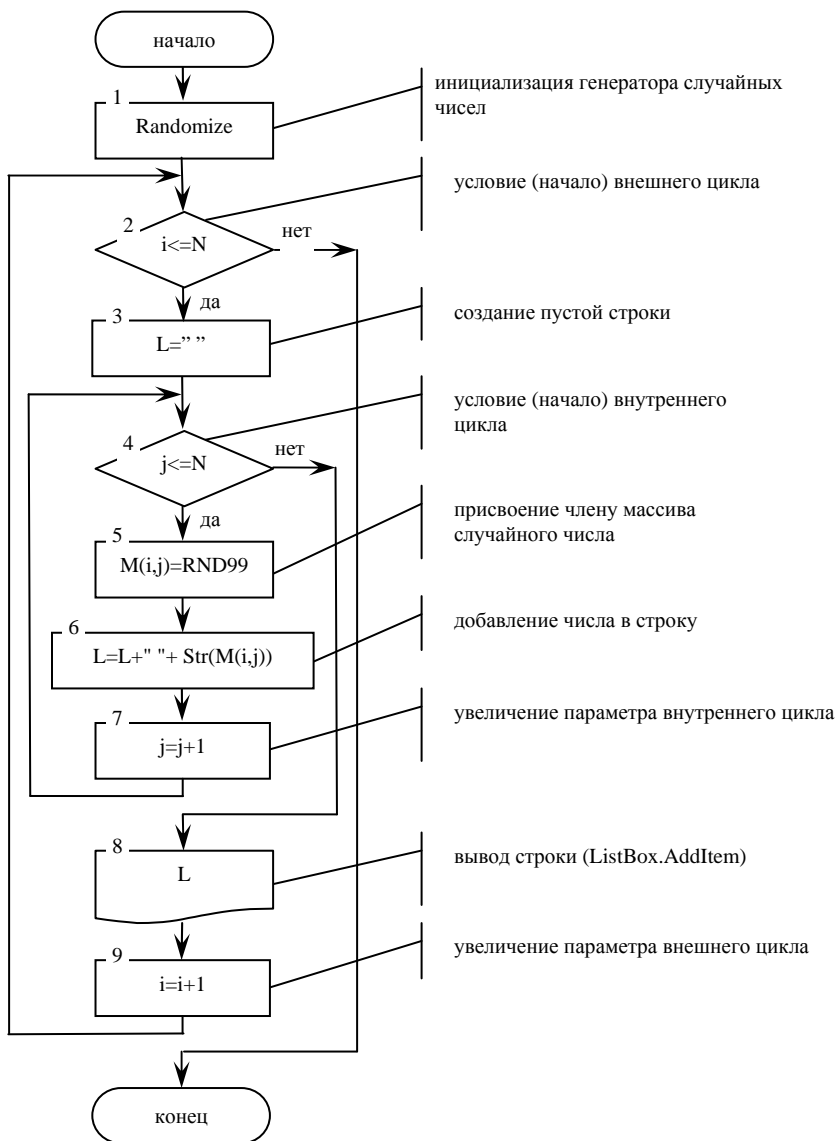 начало
1
Randomize
инициализация генератора случайных
чисел
условие (начало) внешнего цикла
2
i<=N
нет
да
3
L=” ”
создание пустой строки
условие (начало) внутреннего
цикла
4
j<=N
нет
да
присвоение члену массива
случайного числа
5
M(i,j)=RND99
6
L=L+" "+ Str(M(i,j))
добавление числа в строку
7
j=j+1
увеличение параметра внутреннего цикла
8
L
вывод строки (ListBox.AddItem)
9
i=i+1
увеличение параметра внешнего цикла
конец